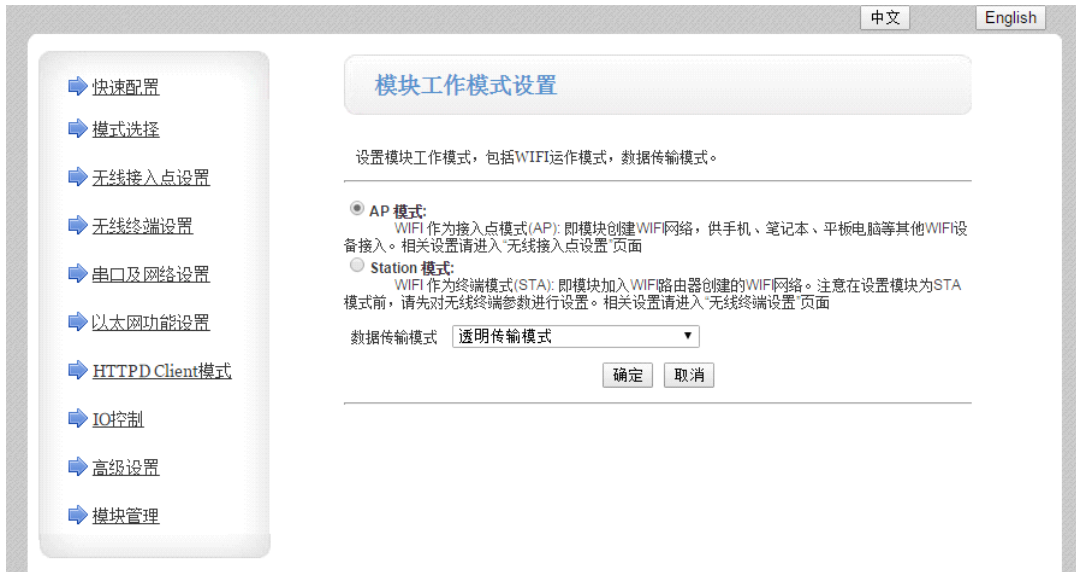 中文
English
快速配置
模式选择
无线接入点设置
无线终端设置
串口及网络设置
以太网功能设置
HTTPD Client模式
IO控制
高级设置
模块管理
模块工作模式设置
设置模块工作模式，包括WIFI运作模式，数据传输模式。
AP 模式:
WIFI 作为接入点模式(AP): 即模块创建WIFI网络，供手机、笔记本、平板电脑等其他WIFI设
备接入。相关设置请进入"无线接入点设置"页面
Station 模式:
WIFI 作为终端模式(STA): 即模块加入WIFI路由器创建的WIFI网络。注意在设置模块为STA
模式前，请先对无线终端参数进行设置。相关设置请进入"无线终端设置"页面
数据传输模式 透明传输模式
确定 取消